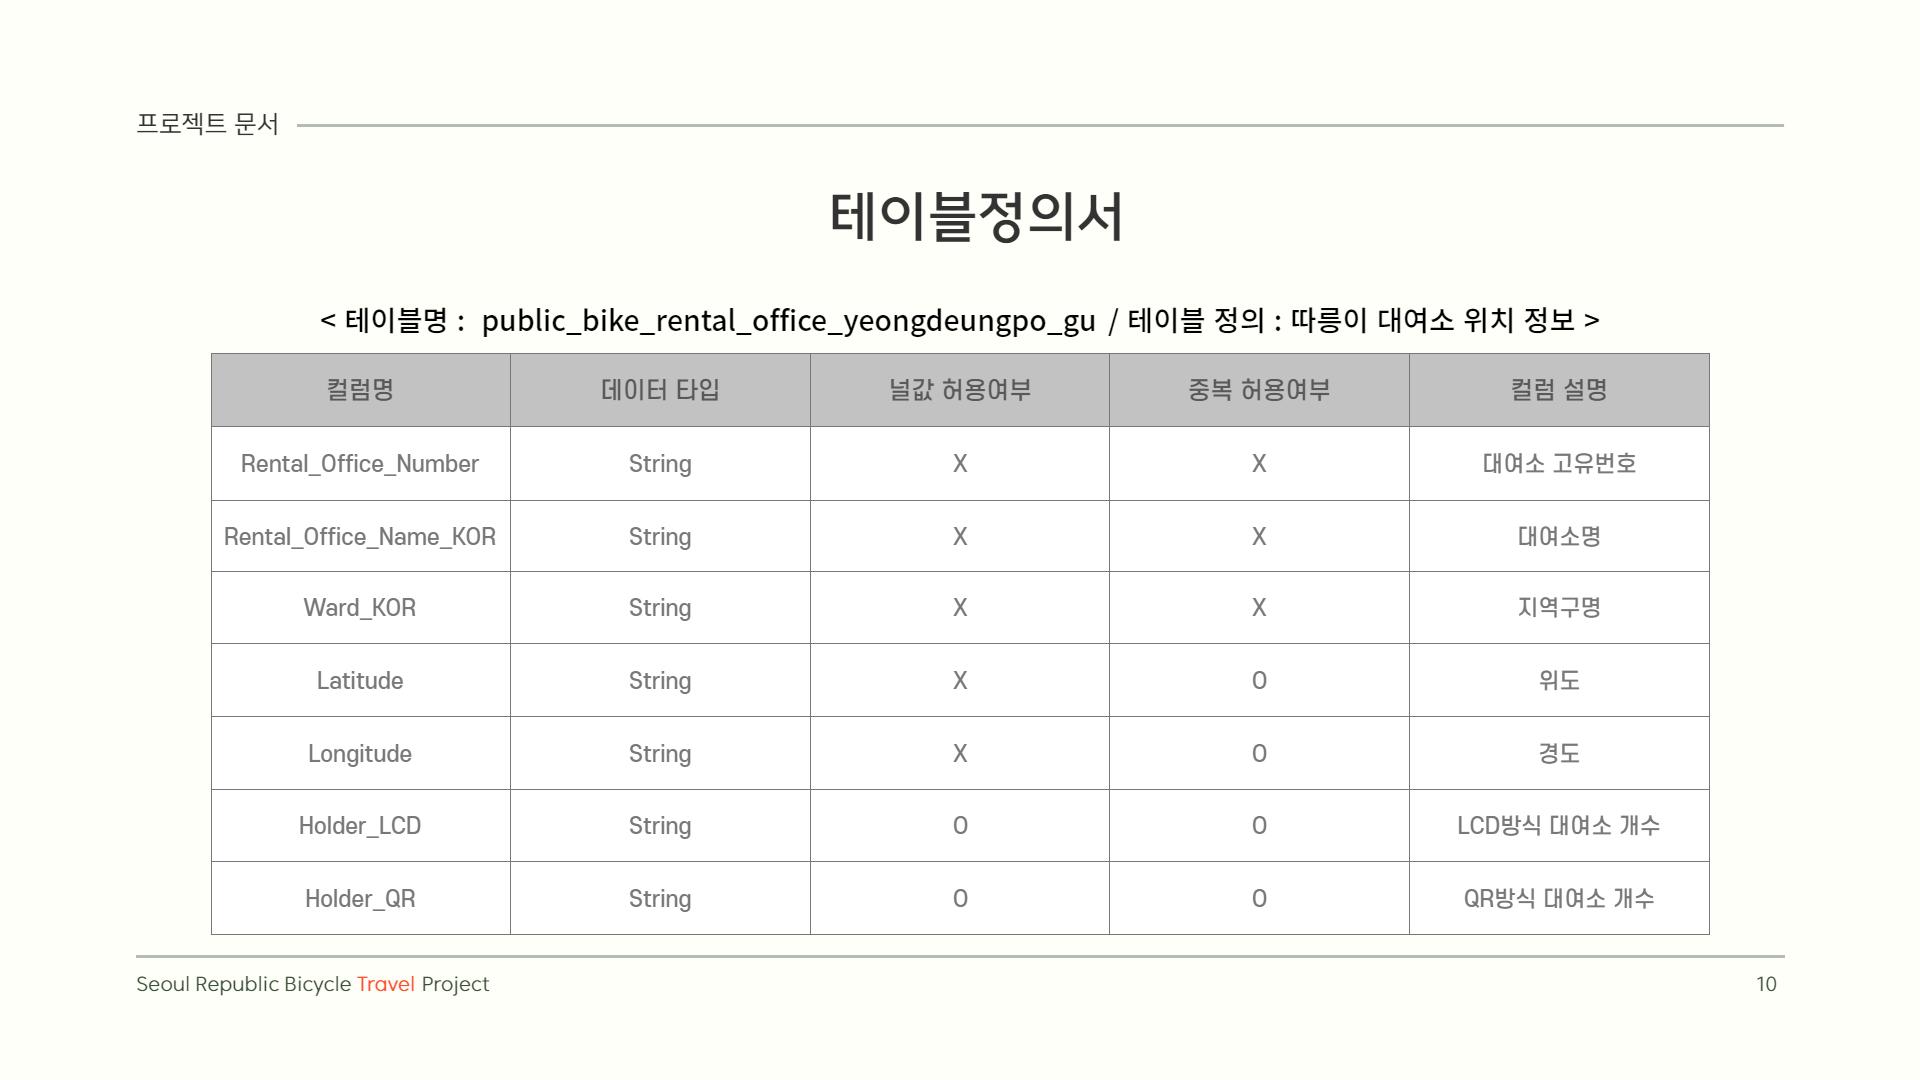 프로젝트 문서
테이블정의서
< 테이블명 : public_bike_rental_office_yeongdeungpo_gu / 테이블 정의 : 따릉이 대여소 위치 정보 >
컬럼명 데이터 타입 널값 허용여부 중복 허용여부 컬럼 설명
Rental_Office_Number String X X 대여소 고유번호
Rental_Office_Name_KOR String X X 대여소명
Ward_KOR String X X 지역구명
Latitude String X O 위도
Longitude String X O 경도
Holder_LCD String O O LCD방식 대여소 개수
Holder_QR String O O QR방식 대여소 개수
Seoul Republic Bicycle Travel Project 10